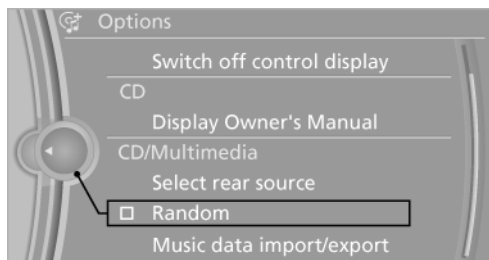 Options
Switch off control display
CD
Display Owner's Manual
CD/Multimedia
Select rear source
Random
Music data import/export